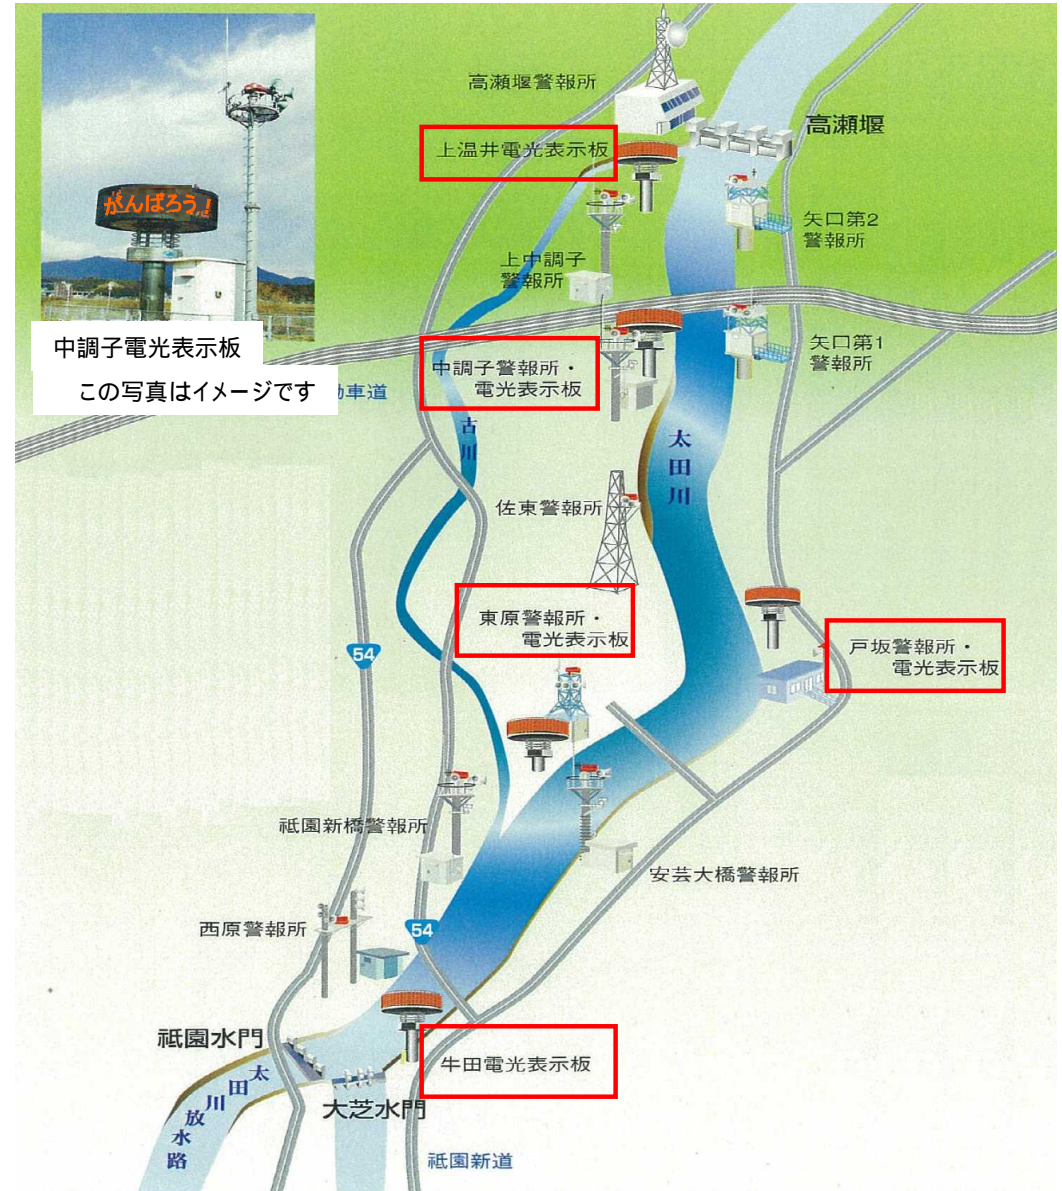 高瀬堰警報所
高瀬堰
上温井電光表示板
がんばろう!
矢口第2
警報所
上中調子
警報所
中調子電光表示板
この写真はイメージです
動車道
矢口第1
警報所
中調子警報所・
電光表示板
古川
太田川
佐東警報所
東原警報所・
電光表示板
戸坂警報所・
電光表示板
54
祇園新橋警報所
安芸大橋警報所
西原警報所
54
祇園水門
牛田電光表示板
太田川放水路
大芝水門
祇園新道